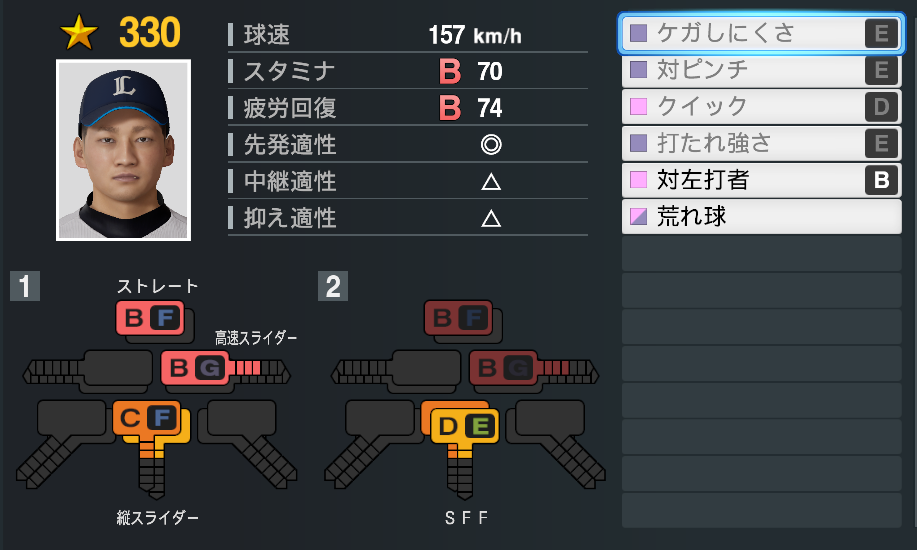 ★ 330
L
球速 157 km/h
スタミナ B 70
疲労回復 B 74
先発適性 ◎
中継適性 △
抑え適性 △
ケガしにくさ E
対ピンチ E
クイック D
打たれ強さ E
対左打者 B
荒れ球
1
ストレート
B F
高速スライダー
B G
C F
縦スライダー
2
B F
B G
D E
SFF